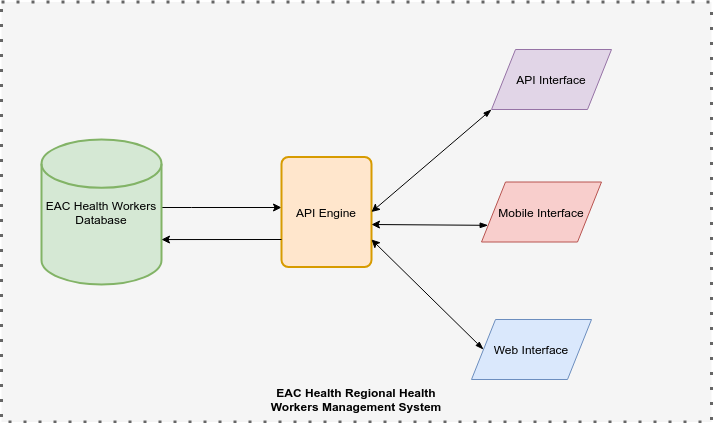 API Interface
EAC Health Workers
Database
API Engine
Mobile Interface
Web Interface
EAC Health Regional Health
Workers Management System